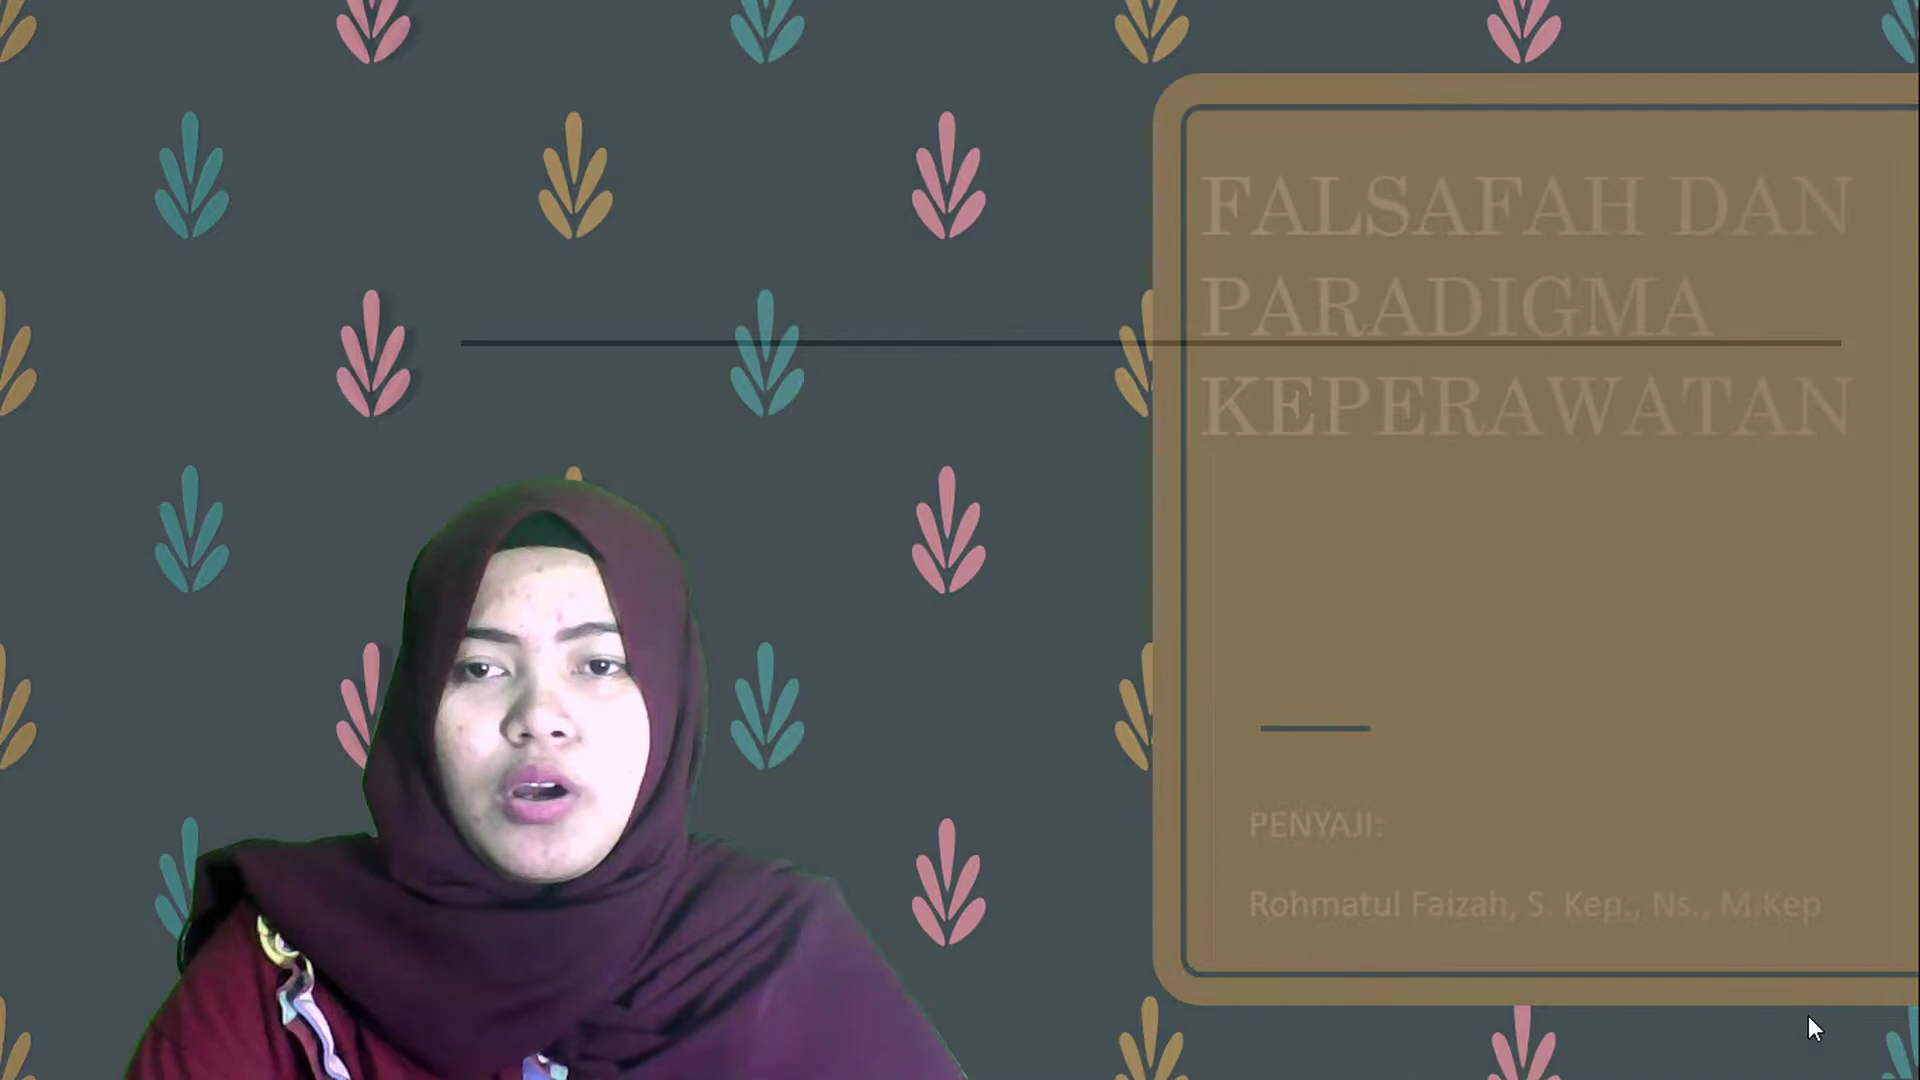 FALSAFAH DAN
PARADIGMA
KEPERAWATAN
PENYAJI:
Rohmatul Faizah, S. Kep., Ns., M.Kep